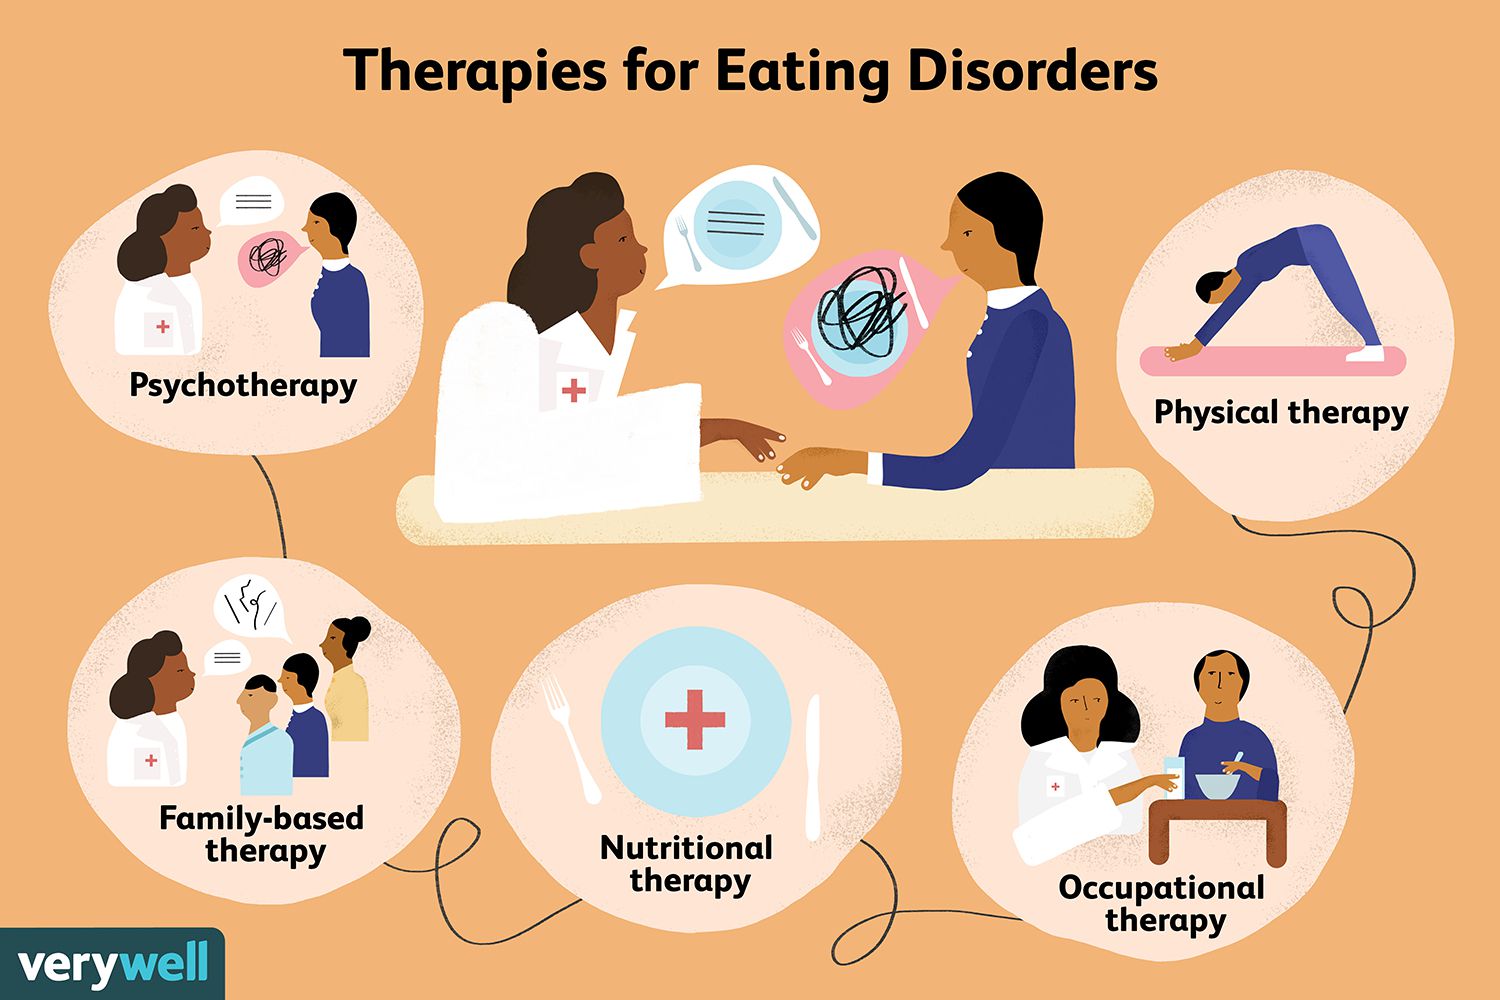 Therapies for Eating Disorders
Psychotherapy
Physical therapy
Family-based
therapy
Nutritional
therapy
Occupational
therapy
verywell